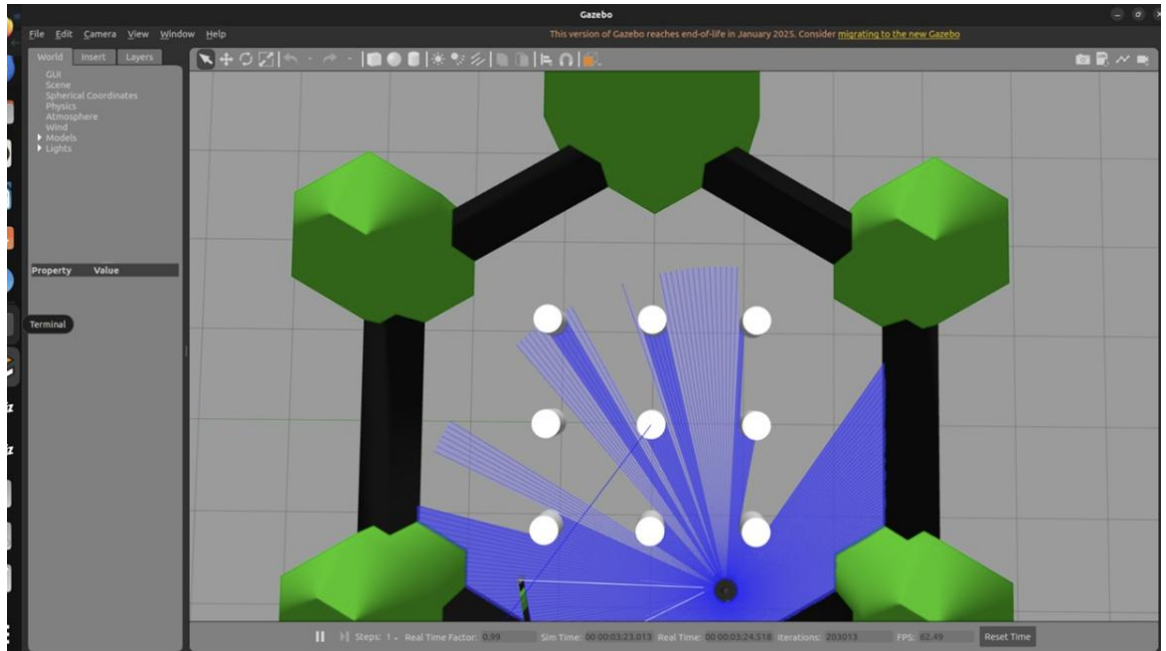 Gazebo
File Edit Camera View Window Help This version of Gazebo reaches end-of-life in January 2025. Consider migrating to the new Gazebo
World Insert Layers
GUI
Scene
Spherical Coordinates
Physics
Atmosphere
Wind
Models
Lights
Property Value
Terminal
Steps: 1 Real Time Factor: 0.99 Sim Time: 00 00:03:23.013 Real Time: 00 00:03:24.518 Iterations: 203013 FPS: 62.49 Reset Time